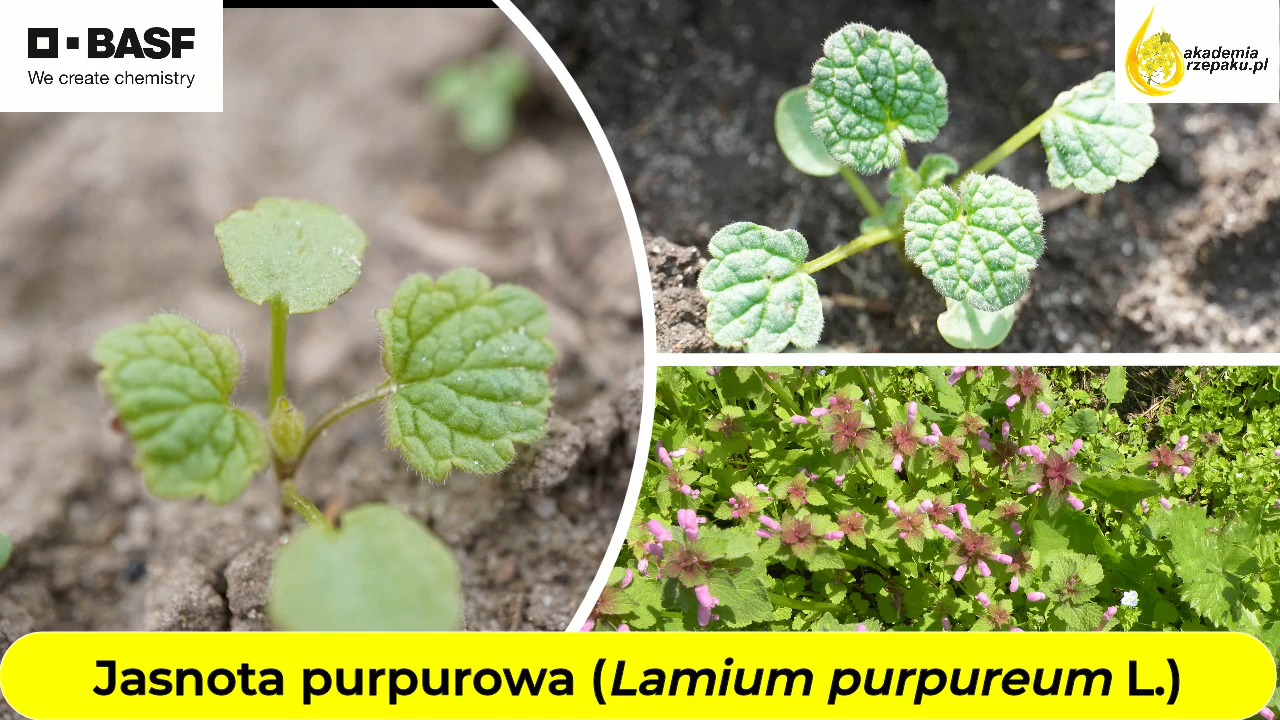 BASF
We create chemistry
akademia
rzepaku.pl
Jasnota purpurowa (Lamium purpureum L.)